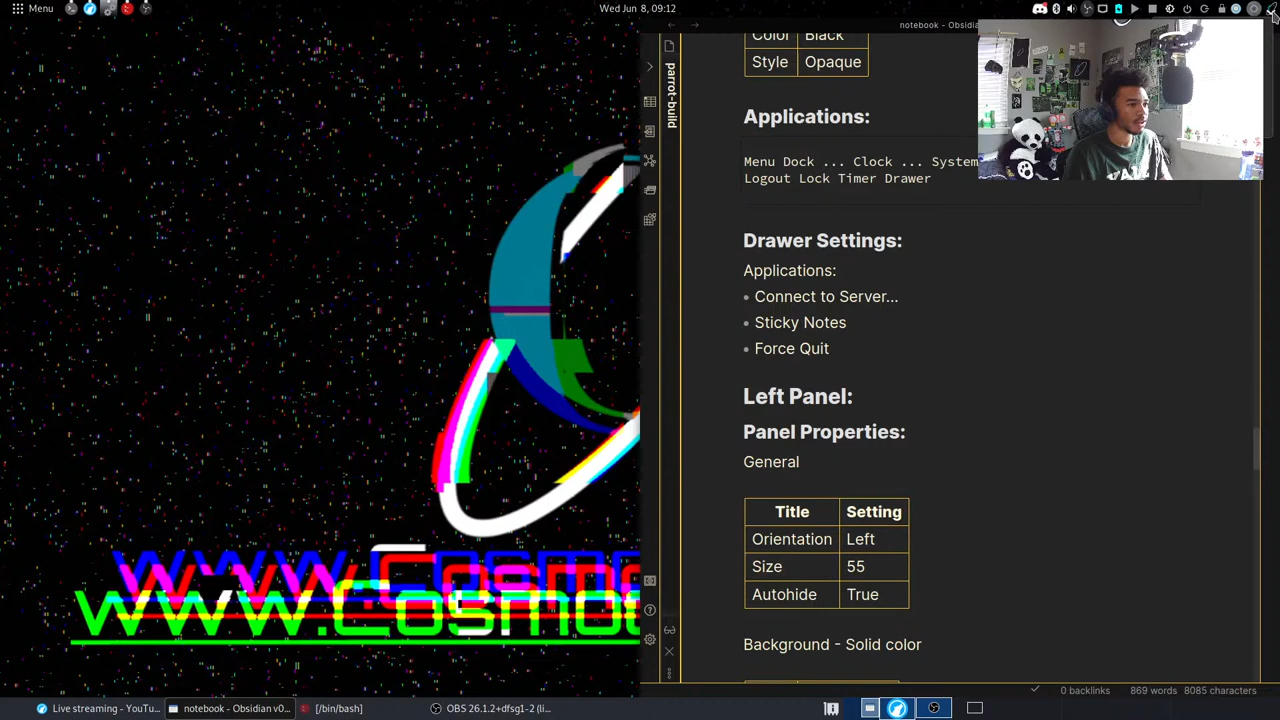 Menu
Wed Jun 8, 09:12
notebook - Obsidian
parrot-build
Color Black
Style Opaque
Applications:
Menu Dock ... Clock ... System
Logout Lock Timer Drawer
Drawer Settings:
Applications:
Connect to Server...
Sticky Notes
Force Quit
Left Panel:
Panel Properties:
General
Title Setting
Orientation Left
Size 55
Autohide True
Background - Solid color
0 backlinks 869 words 8085 characters
Live streaming - YouTu... notebook - Obsidian v0... [/bin/bash] OBS 26.1.2+dfsg1-2 (li...